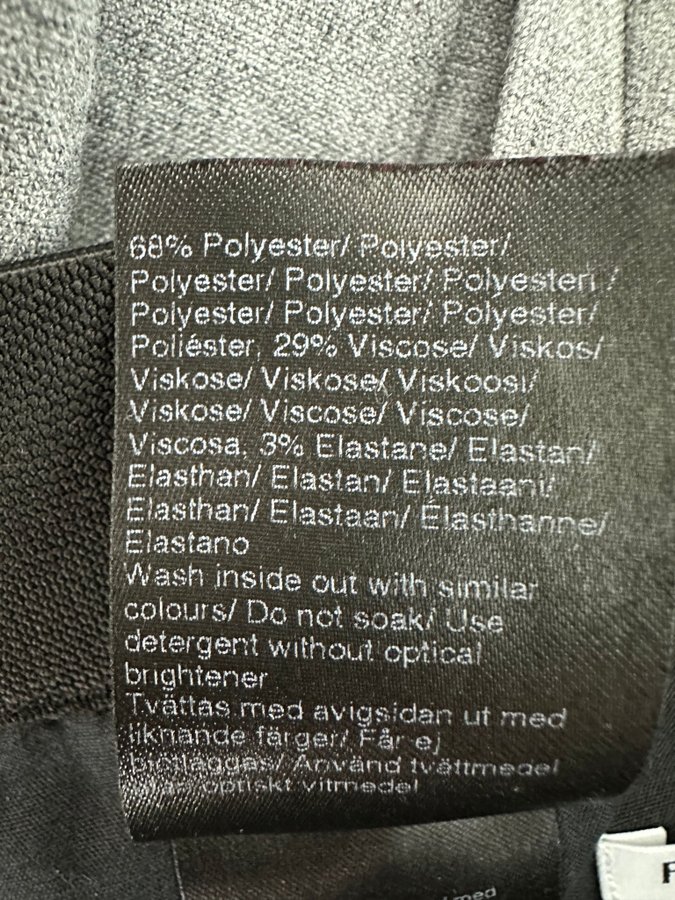 68% Polyester/ Polyester/
Polyester/ Polyester/ Polyesteri /
Polyester/ Polyester/ Polyester/
Poliéster, 29% Viscose/ Viskos/
Viskose/ Viskose/ Viskoosi/
Viskose/ Viscose/ Viscose/
Viscosa, 3% Elastane/ Elastan/
Elasthan/ Elastan/ Elastaani/
Elasthan/ Elastaan/ Élasthanne/
Elastano
Wash inside out with similar
colours/ Do not soak/ Use
detergent without optical
brightener
Tvättas med avigsidan ut med
liknande färger/ Får ej
blötläggas/ Använd tvättmedel
utan optiskt vitmedel
med
F